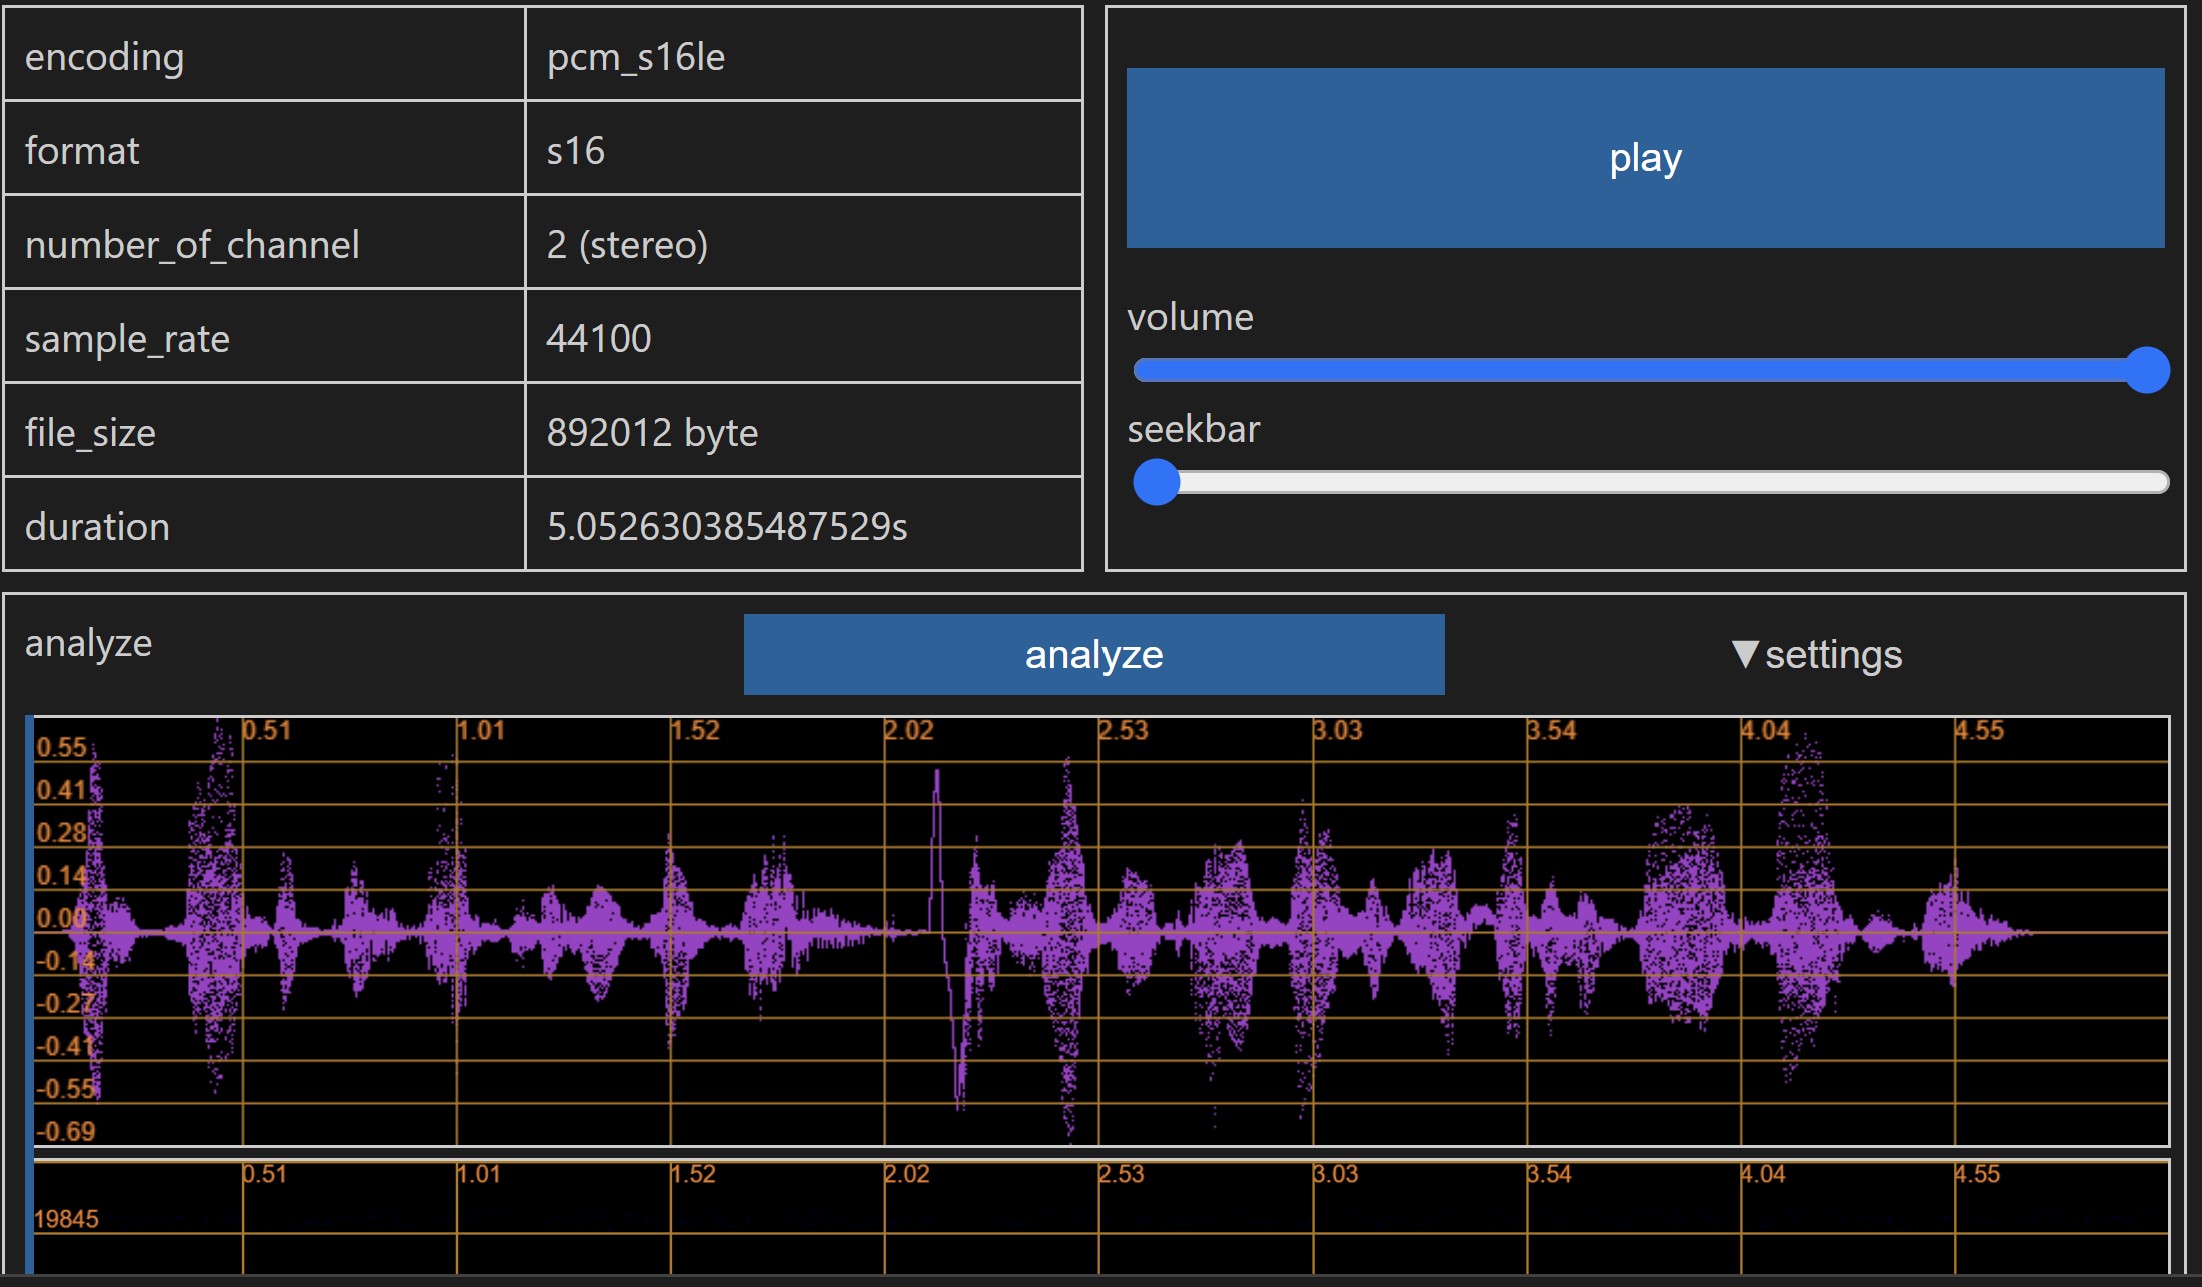 encoding pcm_s16le
format s16
number_of_channel 2 (stereo)
sample_rate 44100
file_size 892012 byte
duration 5.052630385487529s
play
volume
seekbar
analyze analyze ▼settings
0.51 1.01 1.52 2.02 2.53 3.03 3.54 4.04 4.55
0.55
0.41
0.28
0.14
0.00
-0.14
-0.27
-0.41
-0.55
-0.69
0.51 1.01 1.52 2.02 2.53 3.03 3.54 4.04 4.55
19845